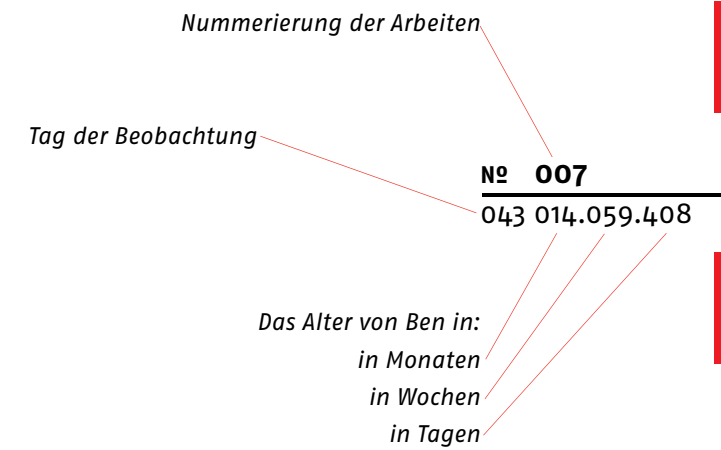 Nummerierung der Arbeiten
Tag der Beobachtung
Nº 007
043 014.059.408
Das Alter von Ben in:
in Monaten
in Wochen
in Tagen